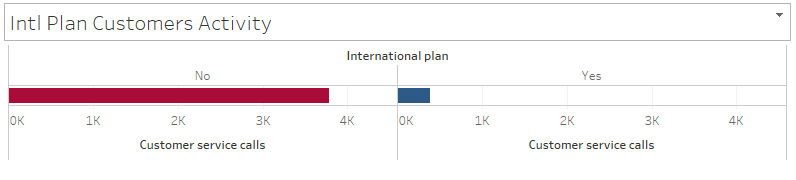 Intl Plan Customers Activity
International plan
No Yes
0K 1K 2K 3K 4K 0K 1K 2K 3K 4K
Customer service calls Customer service calls